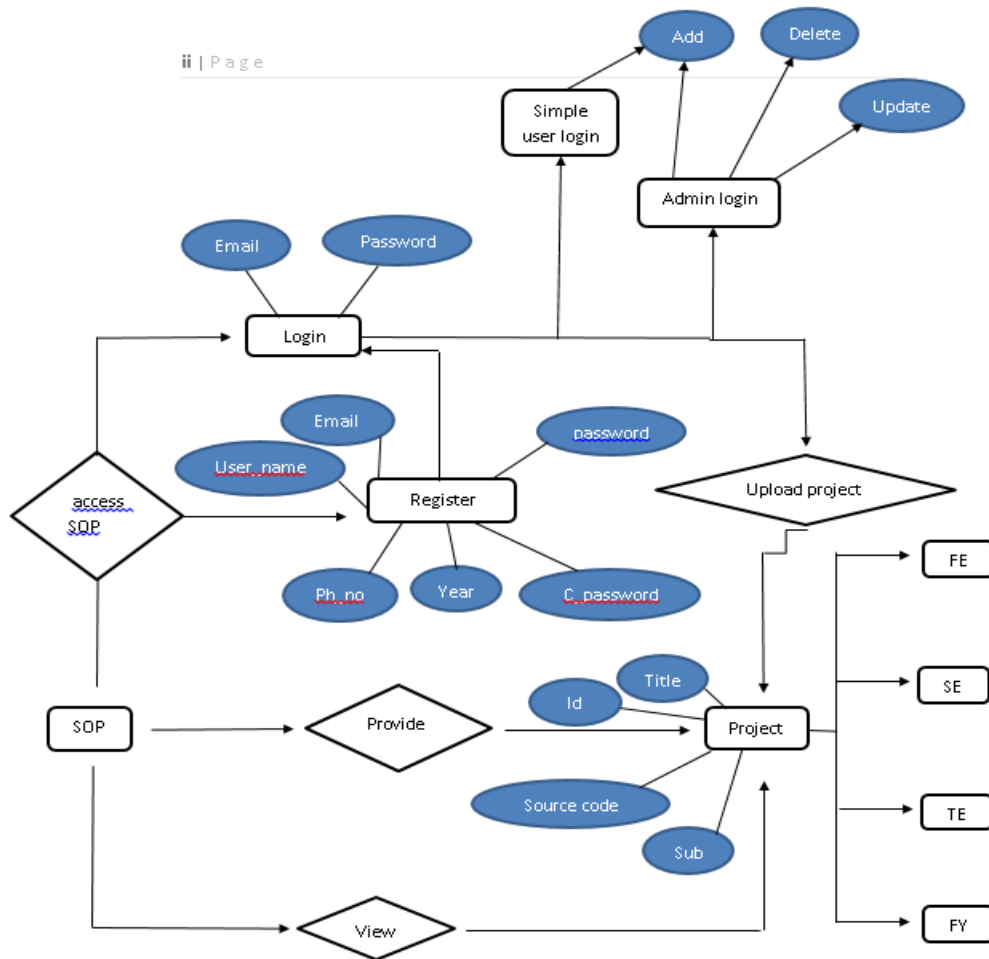 Add
Delete
ii | Page
Update
Simple
user login
Admin login
Email
Password
Login
Email
password
User_name
Register
Upload project
access
SOP
FE
Ph_no
Year
C_password
Title
SE
Id
SOP
Provide
Project
Source code
TE
Sub
View
FY